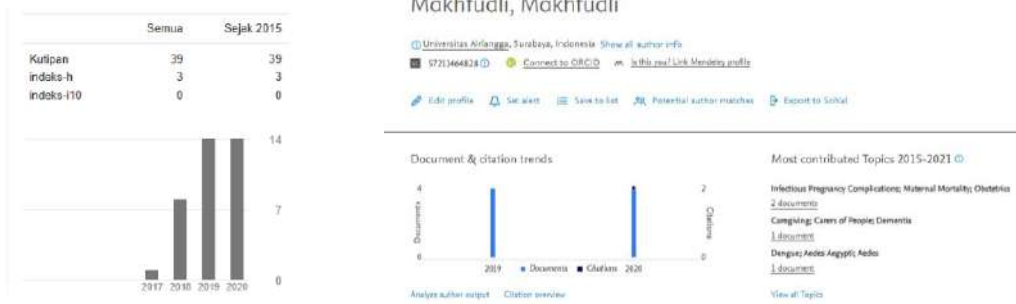 Semua Sejak 2015
Kutipan 39 39
indeks-h 3 3
indeks-i10 0 0
14
7
0
2017 2018 2019 2020
Makhfudli, Makhfudli
Universitas Airlangga, Surabaya, Indonesia Show all author info
57213464828 Connect to ORCID Is this you? Link Mendeley profile
Edit profile Set alert Save to list Potential author matches Export to SciVal
Document & citation trends
4
Documents
0
2
Citations
0
2019 Documents Citations 2020
Analyze author output Citation overview
Most contributed Topics 2015-2021
Infectious Pregnancy Complications; Maternal Mortality; Obstetrics
2 documents
Caregiving; Carers of People; Dementia
1 document
Dengue; Aedes Aegypti; Aedes
1 document
View all Topics